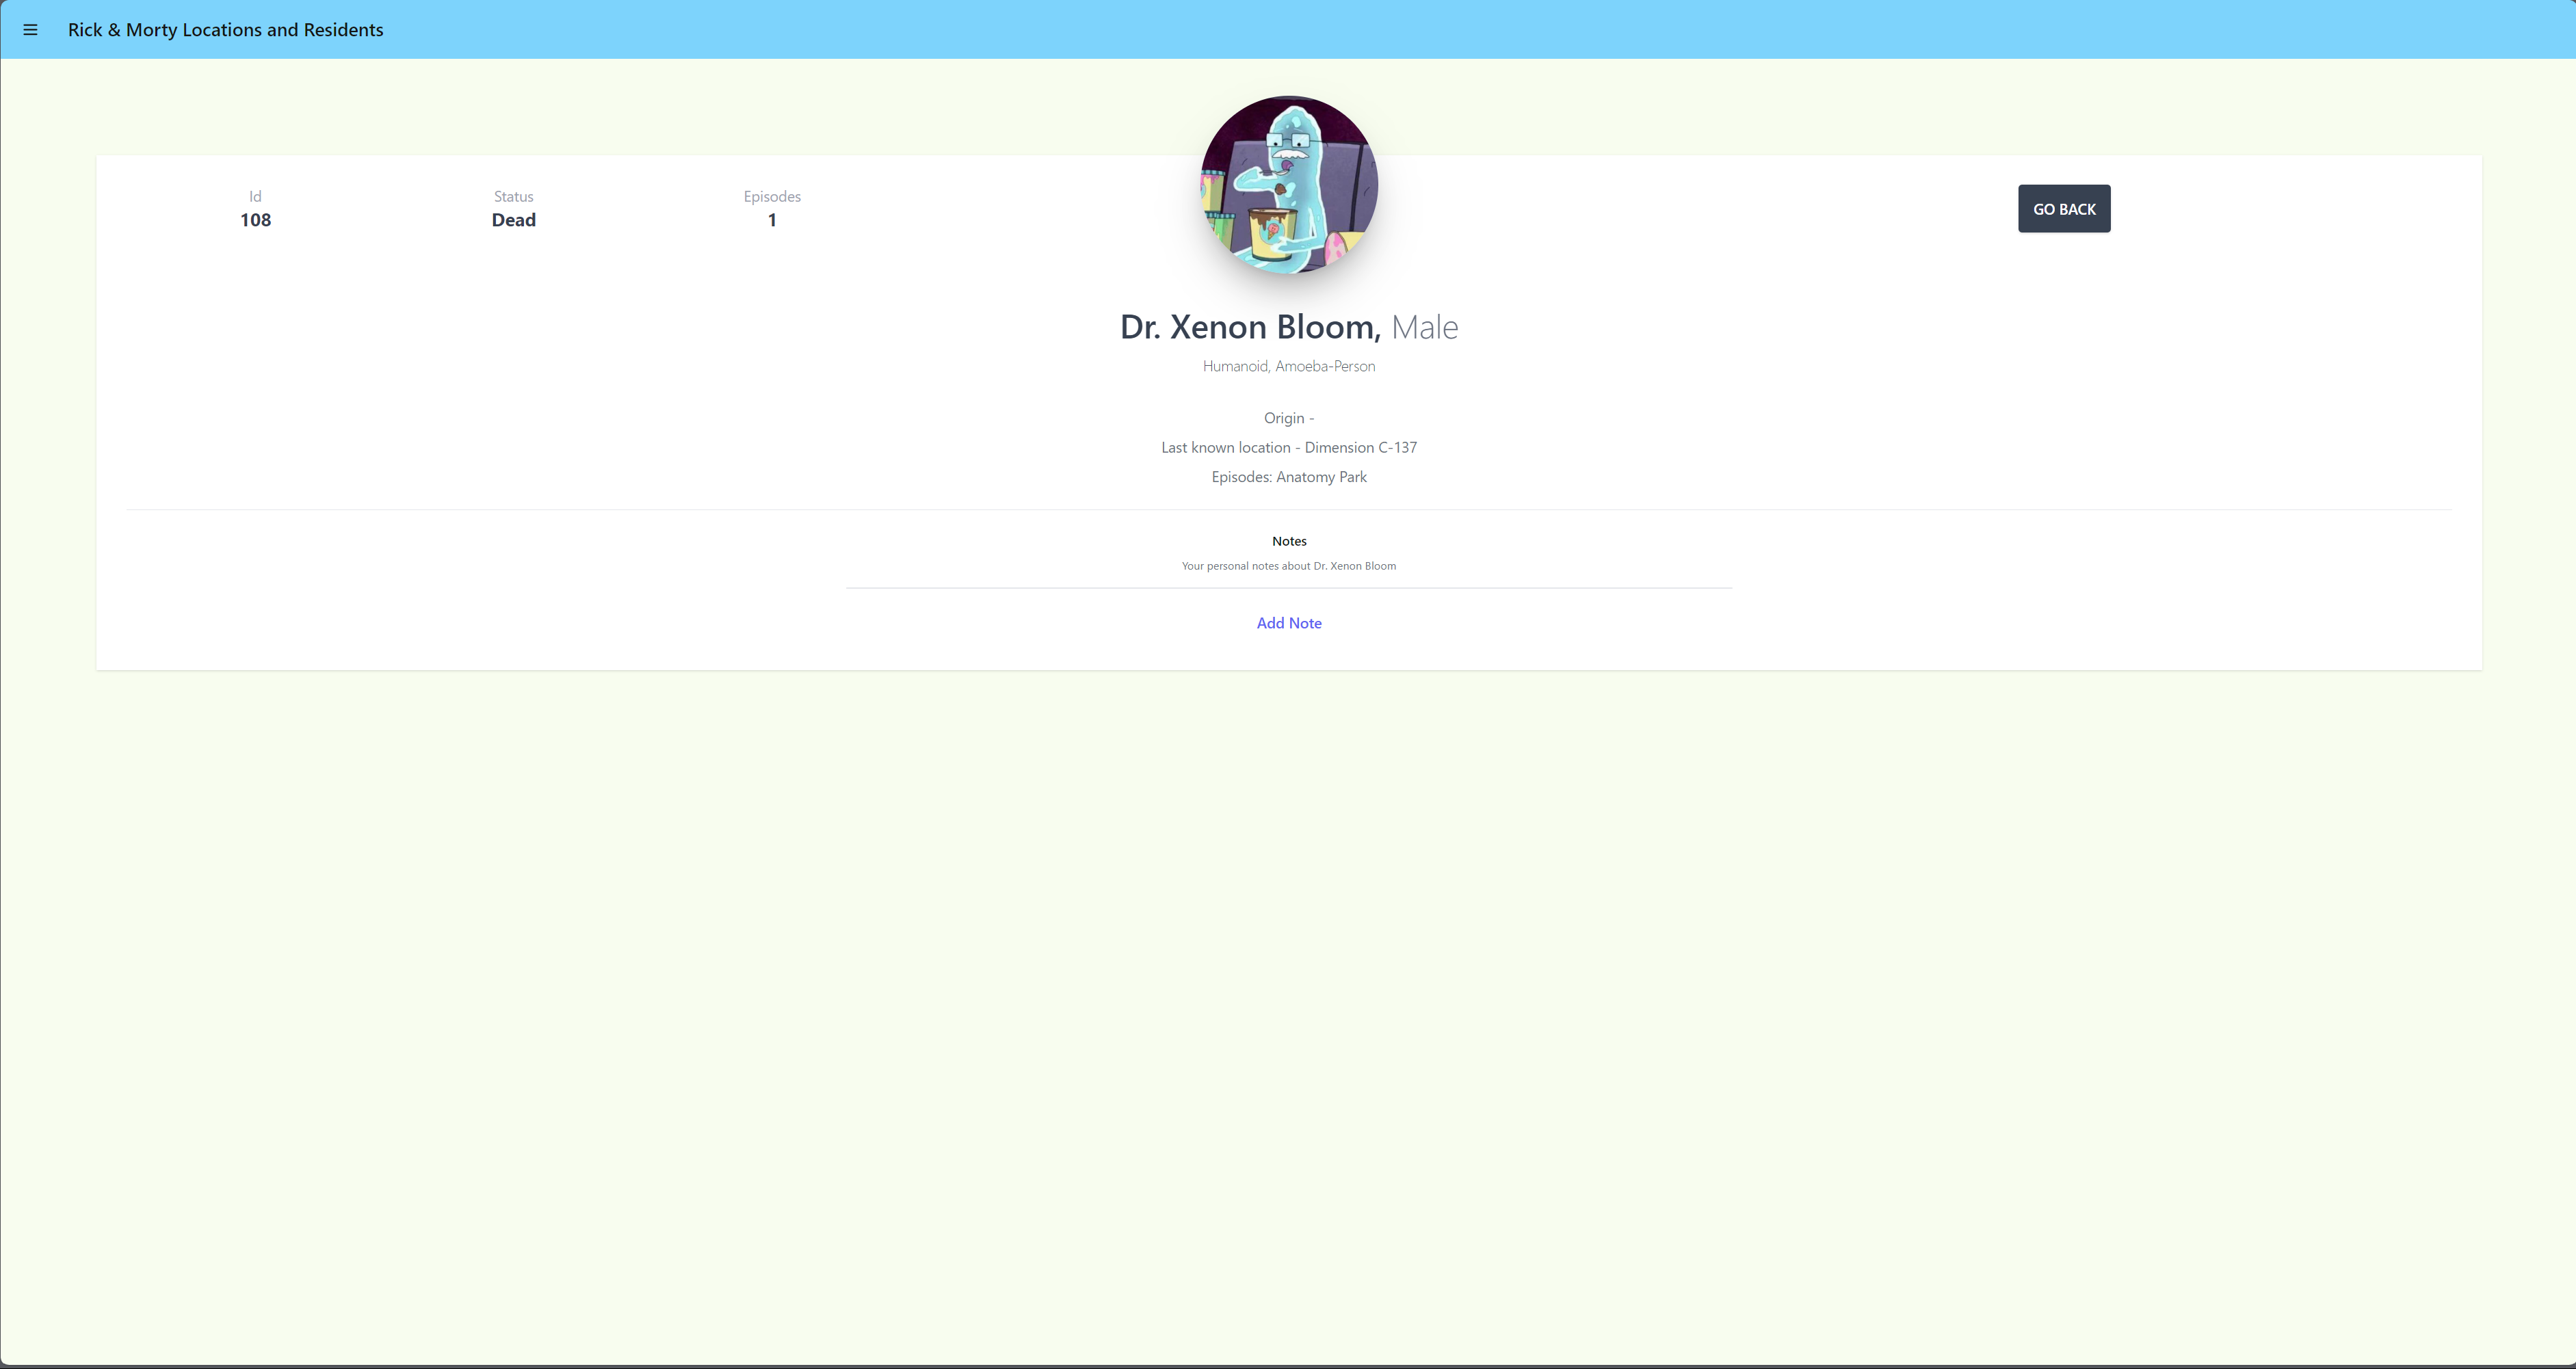 Rick & Morty Locations and Residents
Id
108
Status
Dead
Episodes
1
GO BACK
Dr. Xenon Bloom, Male
Humanoid, Amoeba-Person
Origin -
Last known location - Dimension C-137
Episodes: Anatomy Park
Notes
Your personal notes about Dr. Xenon Bloom
Add Note